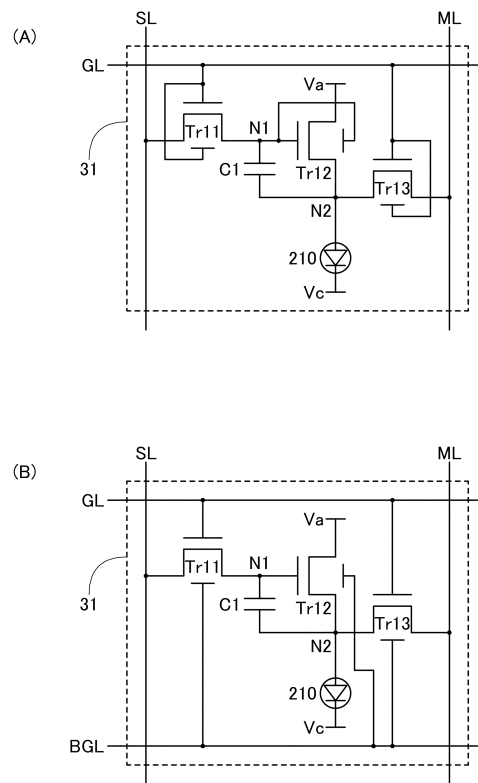 (A)
SL ML
GL
Va
Tr11 N1
31 C1 Tr12 Tr13
N2
210
Vc
(B)
SL ML
GL
Va
Tr11 N1
31 C1 Tr12 Tr13
N2
210
Vc
BGL